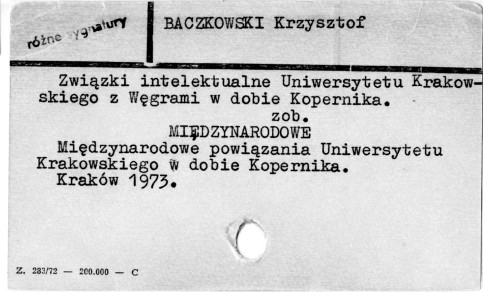 różne sygnatury
BACZKOWSKI Krzysztof
Związki intelektualne Uniwersytetu Krakow-
skiego z Węgrami w dobie Kopernika.
zob.
MIĘDZYNARODOWE
Międzynarodowe powiązania Uniwersytetu
Krakowskiego w dobie Kopernika.
Kraków 1973.
Z. 283/72 — 200.000 — C